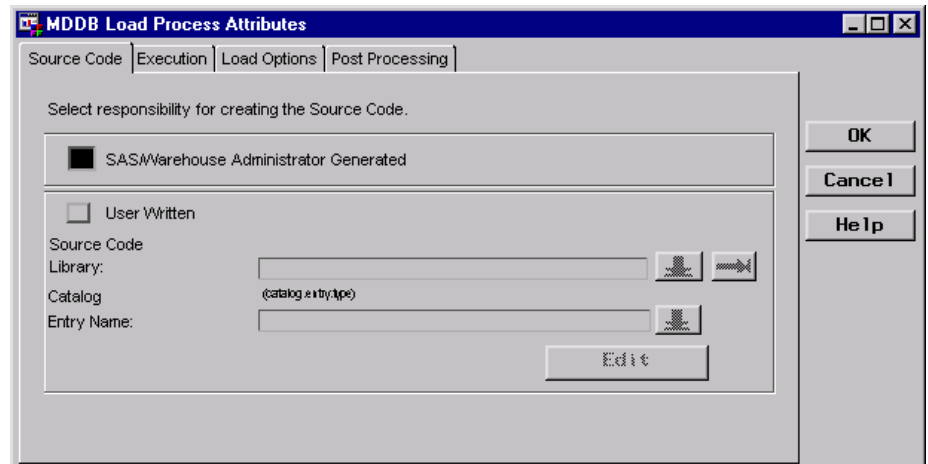 MDDB Load Process Attributes
Source Code Execution Load Options Post Processing
Select responsibility for creating the Source Code.
OK
SAS/Warehouse Administrator Generated
Cancel
User Written
Help
Source Code
Library:
Catalog (catalog.entry.type)
Entry Name:
Edit